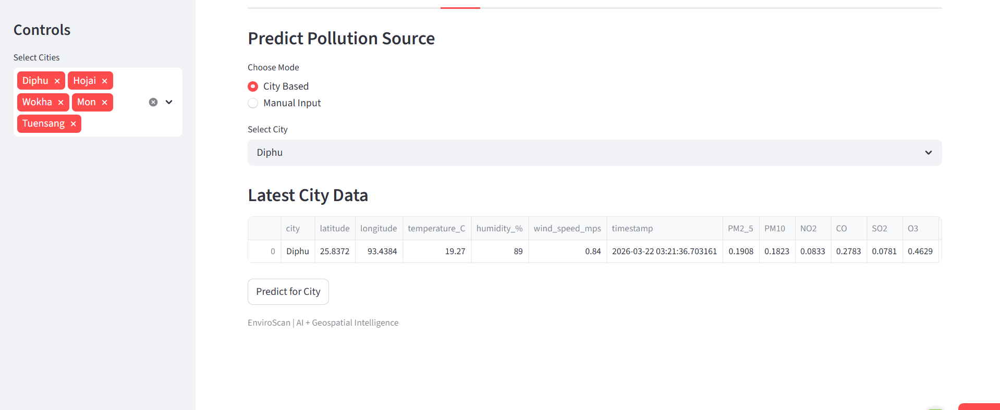 Controls
Select Cities
Diphu × Hojai ×
Wokha × Mon ×
Tuensang ×
Predict Pollution Source
Choose Mode
City Based
Manual Input
Select City
Diphu
Latest City Data
city latitude longitude temperature_C humidity_% wind_speed_mps timestamp PM2_5 PM10 NO2 CO SO2 O3
0 Diphu 25.8372 93.4384 19.27 89 0.84 2026-03-22 03:21:36.703161 0.1908 0.1823 0.0833 0.2783 0.0781 0.4629
Predict for City
EnviroScan | AI + Geospatial Intelligence